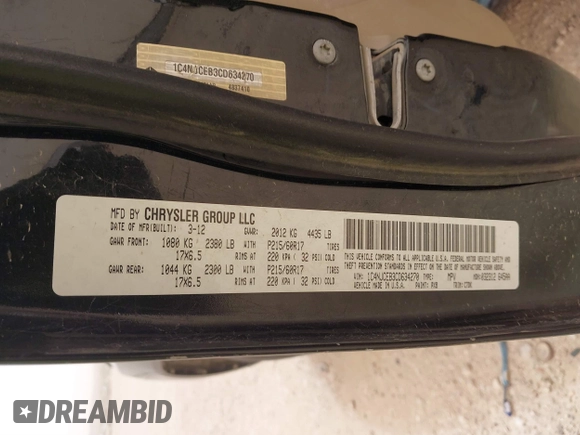 1C4NJCEB3CD634270
MFD BY CHRYSLER GROUP LLC
DATE OF MFR(BUILT): 3-12 GVWR: 2012 KG 4435 LB
GAWR FRONT: 1080 KG 2380 LB WITH P215/60R17 TIRES
17X6.5 RIMS AT 220 KPA ( 32 PSI) COLD
GAWR REAR: 1044 KG 2300 LB WITH P215/60R17 TIRES
17X6.5 RIMS AT 220 KPA ( 32 PSI) COLD
THIS VEHICLE CONFORMS TO ALL APPLICABLE FEDERAL MOTOR VEHICLE SAFETY AND
THEFT PREVENTION STANDARDS IN EFFECT ON THE DATE OF MANUFACTURE SHOWN ABOVE.
VIN: 1C4NJCEB3CD634270 TYPE: MPV
VEHICLE MADE IN U.S.A. PAINT: PXR
DREAMBID